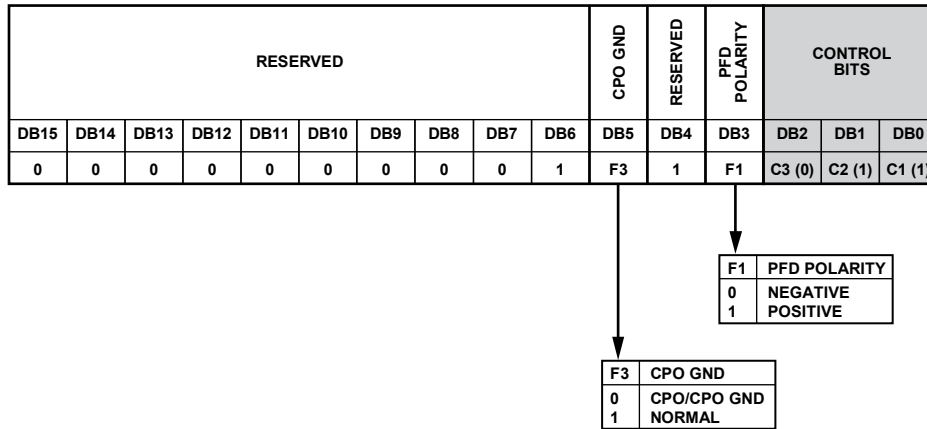 RESERVED
CPO GND
RESERVED
PFD
POLARITY
CONTROL
BITS
DB15 DB14 DB13 DB12 DB11 DB10 DB9 DB8 DB7 DB6 DB5 DB4 DB3 DB2 DB1 DB0
0 0 0 0 0 0 0 0 0 1 F3 1 F1 C3 (0) C2 (1) C1 (1)
F1 PFD POLARITY
0 NEGATIVE
1 POSITIVE
F3 CPO GND
0 CPO/CPO GND
1 NORMAL